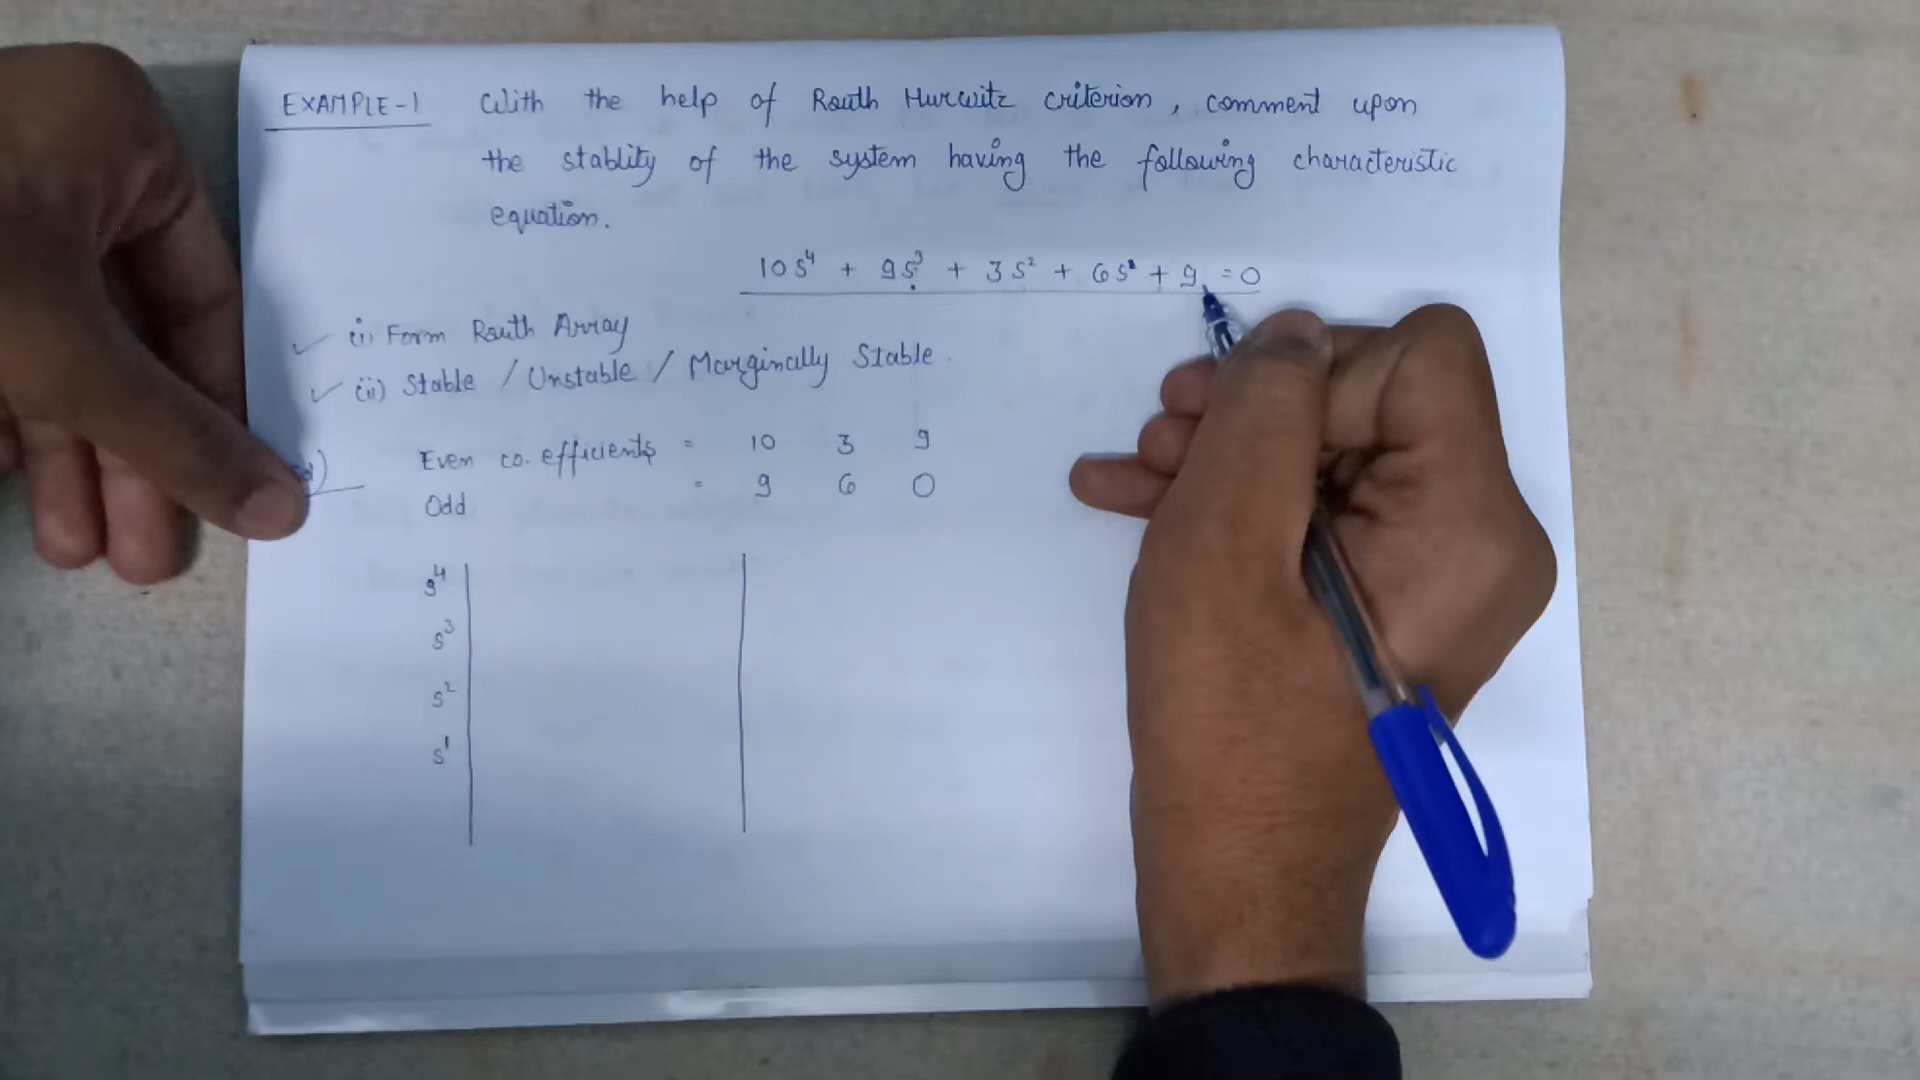 EXAMPLE-1 With the help of Routh Hurwitz criterion, comment upon
the stablity of the system having the following characteristic
equation.
10s⁴ + 9s³ + 3s² + 6s¹ + 9 = 0
(i) Form Routh Array
(ii) Stable / Unstable / Marginally Stable.
Even co.efficients = 10 3 9
Odd = 9 6 0
s⁴
s³
s²
s¹